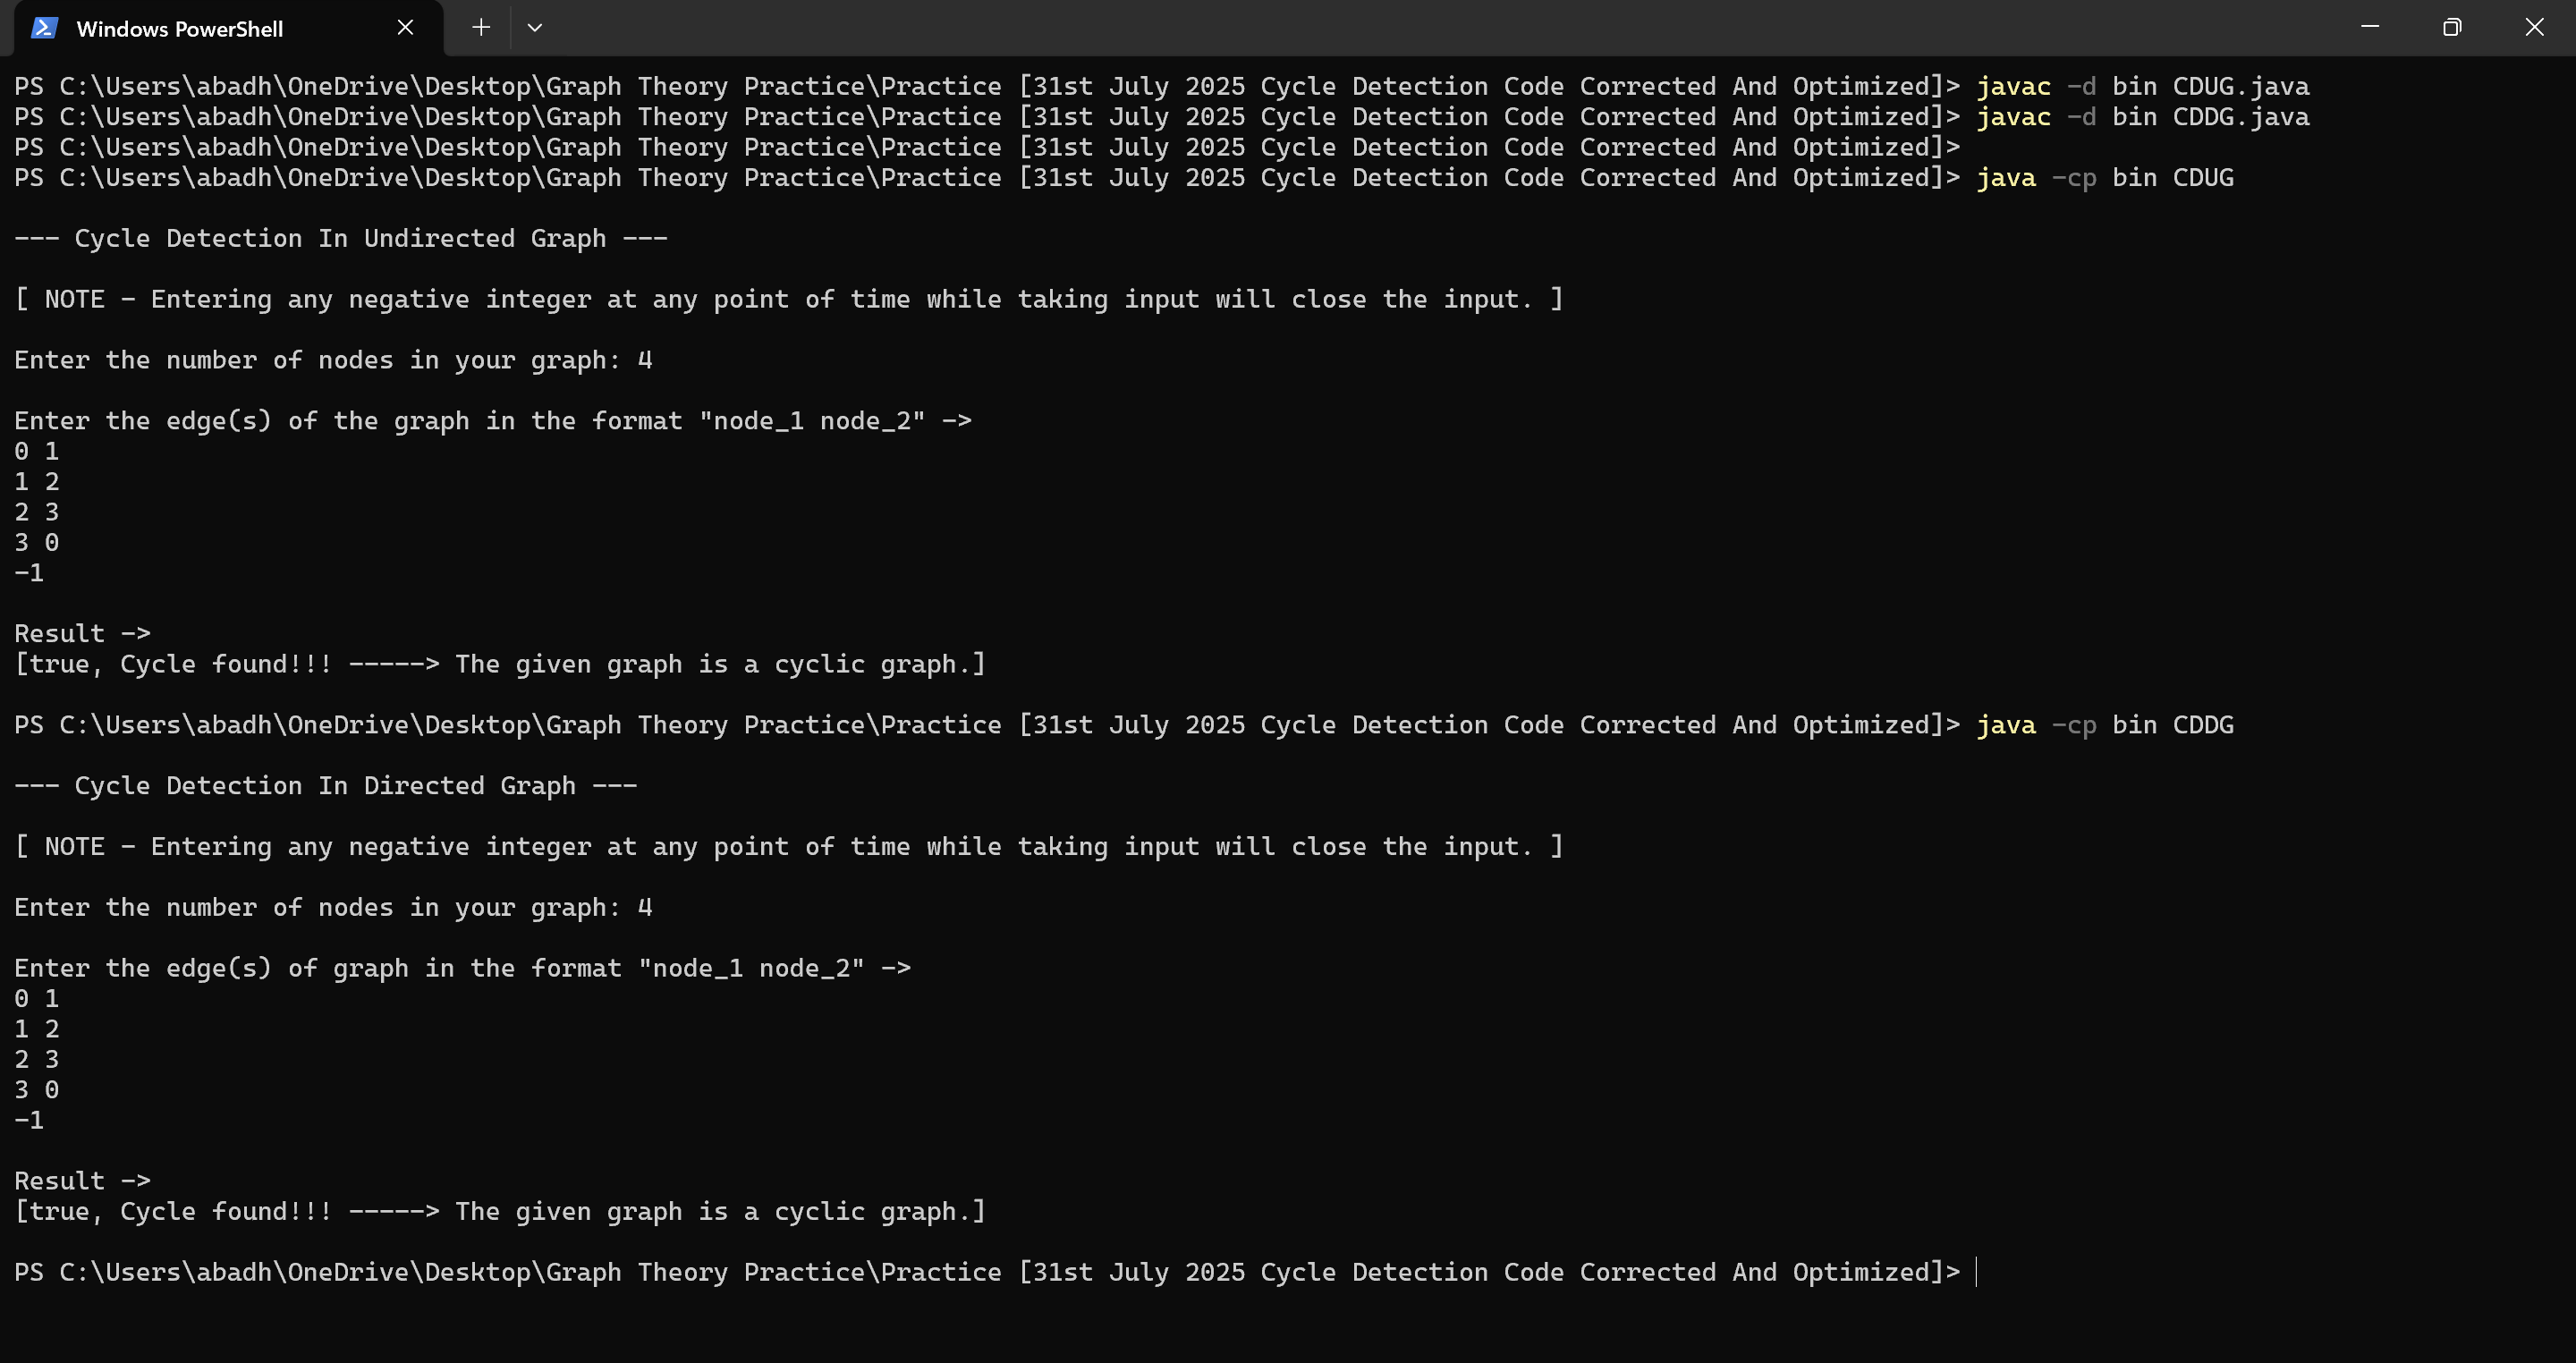 Windows PowerShell
PS C:\Users\abadh\OneDrive\Desktop\Graph Theory Practice\Practice [31st July 2025 Cycle Detection Code Corrected And Optimized]> javac -d bin CDUG.java
PS C:\Users\abadh\OneDrive\Desktop\Graph Theory Practice\Practice [31st July 2025 Cycle Detection Code Corrected And Optimized]> javac -d bin CDDG.java
PS C:\Users\abadh\OneDrive\Desktop\Graph Theory Practice\Practice [31st July 2025 Cycle Detection Code Corrected And Optimized]>
PS C:\Users\abadh\OneDrive\Desktop\Graph Theory Practice\Practice [31st July 2025 Cycle Detection Code Corrected And Optimized]> java -cp bin CDUG
--- Cycle Detection In Undirected Graph ---
[ NOTE - Entering any negative integer at any point of time while taking input will close the input. ]
Enter the number of nodes in your graph: 4
Enter the edge(s) of the graph in the format "node_1 node_2" ->
0 1
1 2
2 3
3 0
-1
Result ->
[true, Cycle found!!! -----> The given graph is a cyclic graph.]
PS C:\Users\abadh\OneDrive\Desktop\Graph Theory Practice\Practice [31st July 2025 Cycle Detection Code Corrected And Optimized]> java -cp bin CDDG
--- Cycle Detection In Directed Graph ---
[ NOTE - Entering any negative integer at any point of time while taking input will close the input. ]
Enter the number of nodes in your graph: 4
Enter the edge(s) of graph in the format "node_1 node_2" ->
0 1
1 2
2 3
3 0
-1
Result ->
[true, Cycle found!!! -----> The given graph is a cyclic graph.]
PS C:\Users\abadh\OneDrive\Desktop\Graph Theory Practice\Practice [31st July 2025 Cycle Detection Code Corrected And Optimized]>